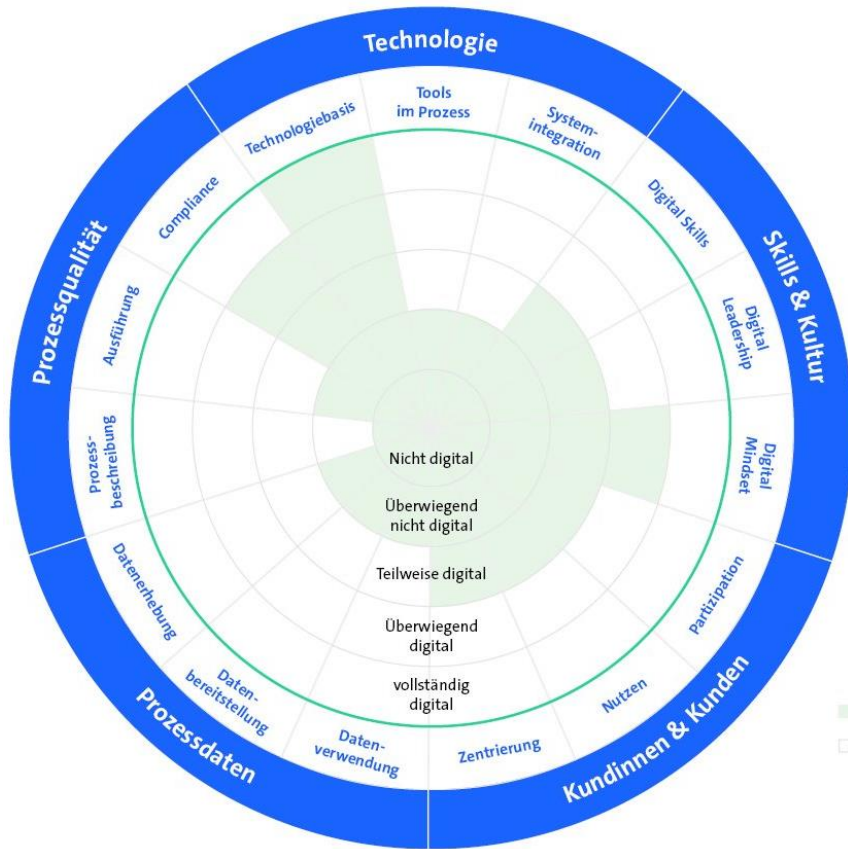 Technologie
Technologiebasis
Tools
im Prozess
System-
integration
Skills & Kultur
Digital Skills
Digital
Leadership
Digital
Mindset
Kundinnen & Kunden
Partizipation
Nutzen
Zentrierung
Prozessdaten
Daten-
verwendung
Daten-
bereitstellung
Datenerhebung
Prozessqualität
Prozess-
beschreibung
Ausführung
Compliance
Nicht digital
Überwiegend
nicht digital
Teilweise digital
Überwiegend
digital
vollständig
digital